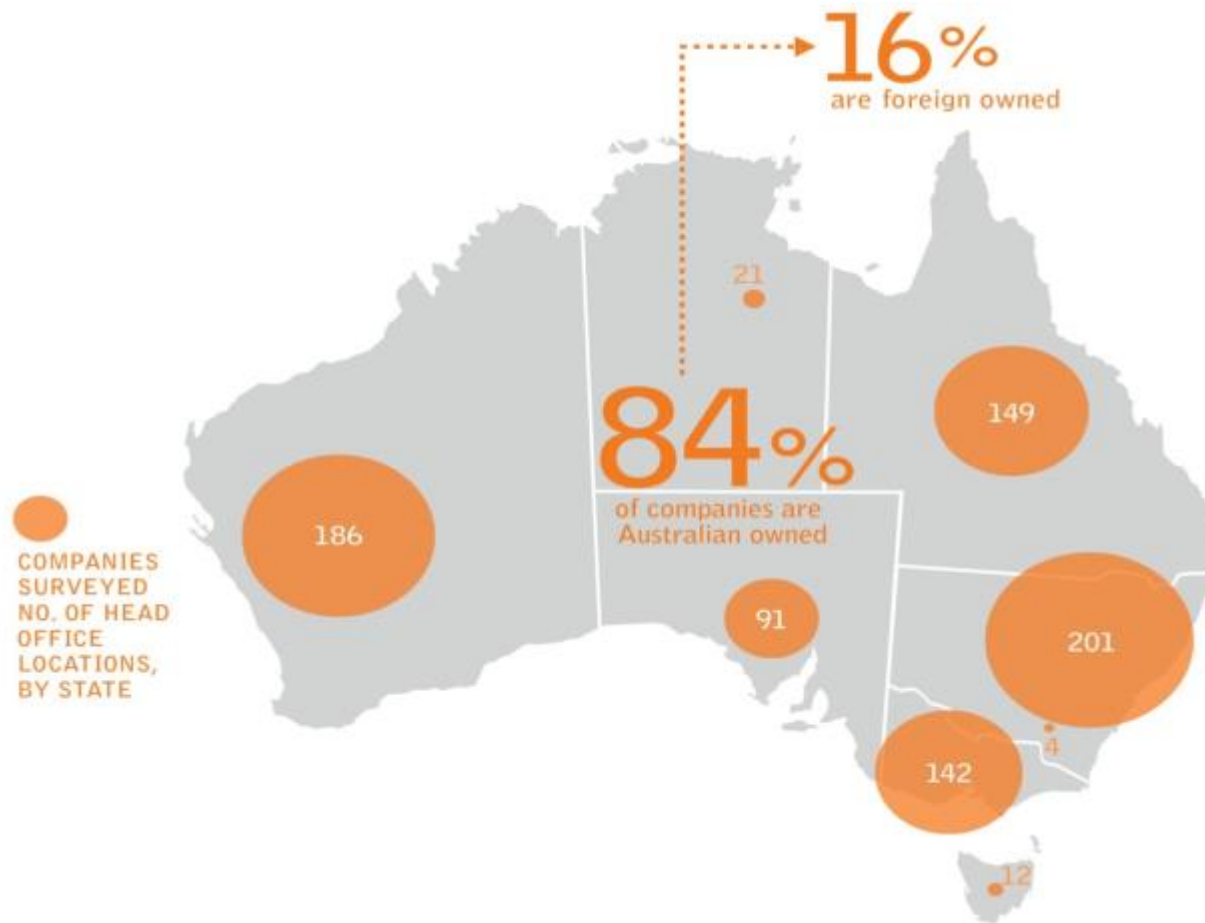 16%
are foreign owned
21
149
84%
of companies are
Australian owned
186
COMPANIES
SURVEYED
NO. OF HEAD
OFFICE
LOCATIONS,
BY STATE
91
201
4
142
12